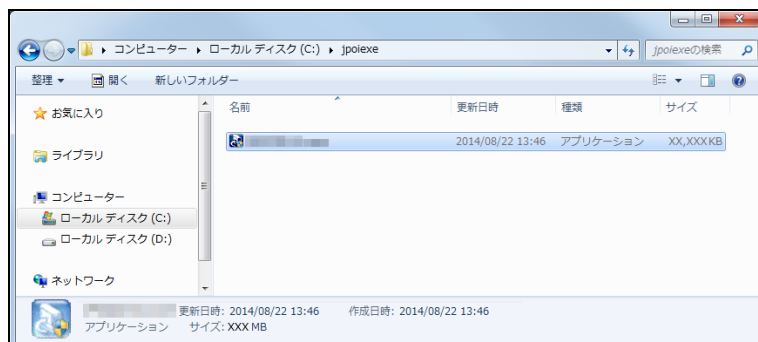 コンピューター ▸ ローカル ディスク (C:) ▸ jpoiexe
jpoiexeの検索
整理 ▼ 開く 新しいフォルダー
お気に入り
ライブラリ
コンピューター
ローカル ディスク (C:)
ローカル ディスク (D:)
ネットワーク
名前 更新日時 種類 サイズ
2014/08/22 13:46 アプリケーション XX,XXX KB
更新日時: 2014/08/22 13:46 作成日時: 2014/08/22 13:46
アプリケーション サイズ: XXX MB